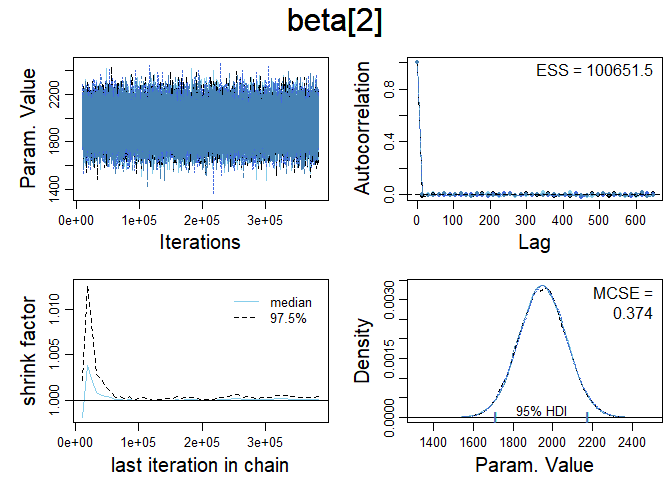 beta[2]
Param. Value
1400 1800 2200
0e+00 1e+05 2e+05 3e+05
Iterations
Autocorrelation
0.0 0.4 0.8
ESS = 100651.5
0 100 200 300 400 500 600
Lag
shrink factor
1.000 1.005 1.010
median
97.5%
0e+00 1e+05 2e+05 3e+05
last iteration in chain
Density
0.0000 0.0015 0.0030
MCSE =
0.374
95% HDI
1400 1600 1800 2000 2200 2400
Param. Value